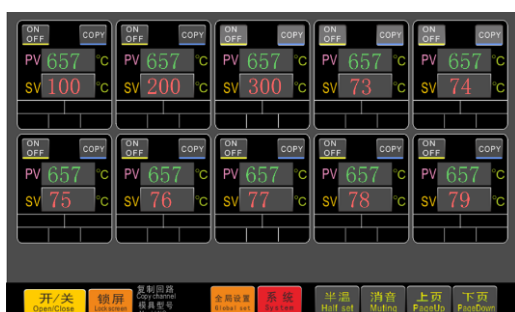 ON
OFF
COPY
PV 657 °C
SV 100 °C
ON
OFF
COPY
PV 657 °C
SV 200 °C
ON
OFF
COPY
PV 657 °C
SV 300 °C
ON
OFF
COPY
PV 657 °C
SV 73 °C
ON
OFF
COPY
PV 657 °C
SV 74 °C
ON
OFF
COPY
PV 657 °C
SV 75 °C
ON
OFF
COPY
PV 657 °C
SV 76 °C
ON
OFF
COPY
PV 657 °C
SV 77 °C
ON
OFF
COPY
PV 657 °C
SV 78 °C
ON
OFF
COPY
PV 657 °C
SV 79 °C
开/关
Open/Close
锁屏
Lockscreen
复制回路
Copy channel
模具型号
全局设置
Global set
系统
System
半温
Half set
消音
Muting
上页
PageUp
下页
PageDown